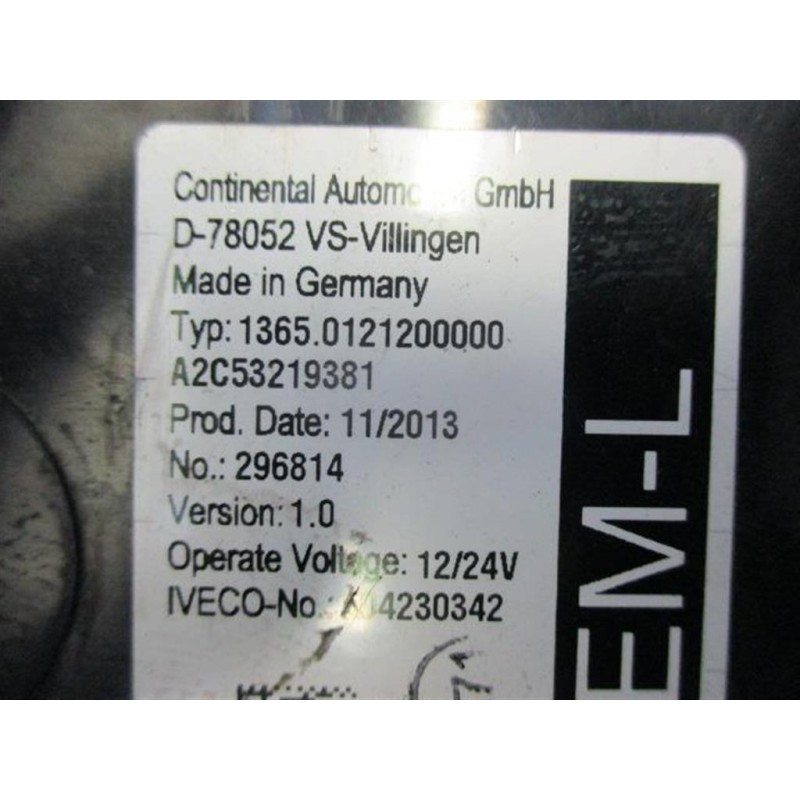 Continental GmbH
D-78052 VS-Villingen
Made in Germany
Typ: 1365.0121200000
A2C53219381
Prod. Date: 11/2013
No.: 296814
Version: 1.0
Operate Voltage: 12/24V
IVECO-No.:
EM-L